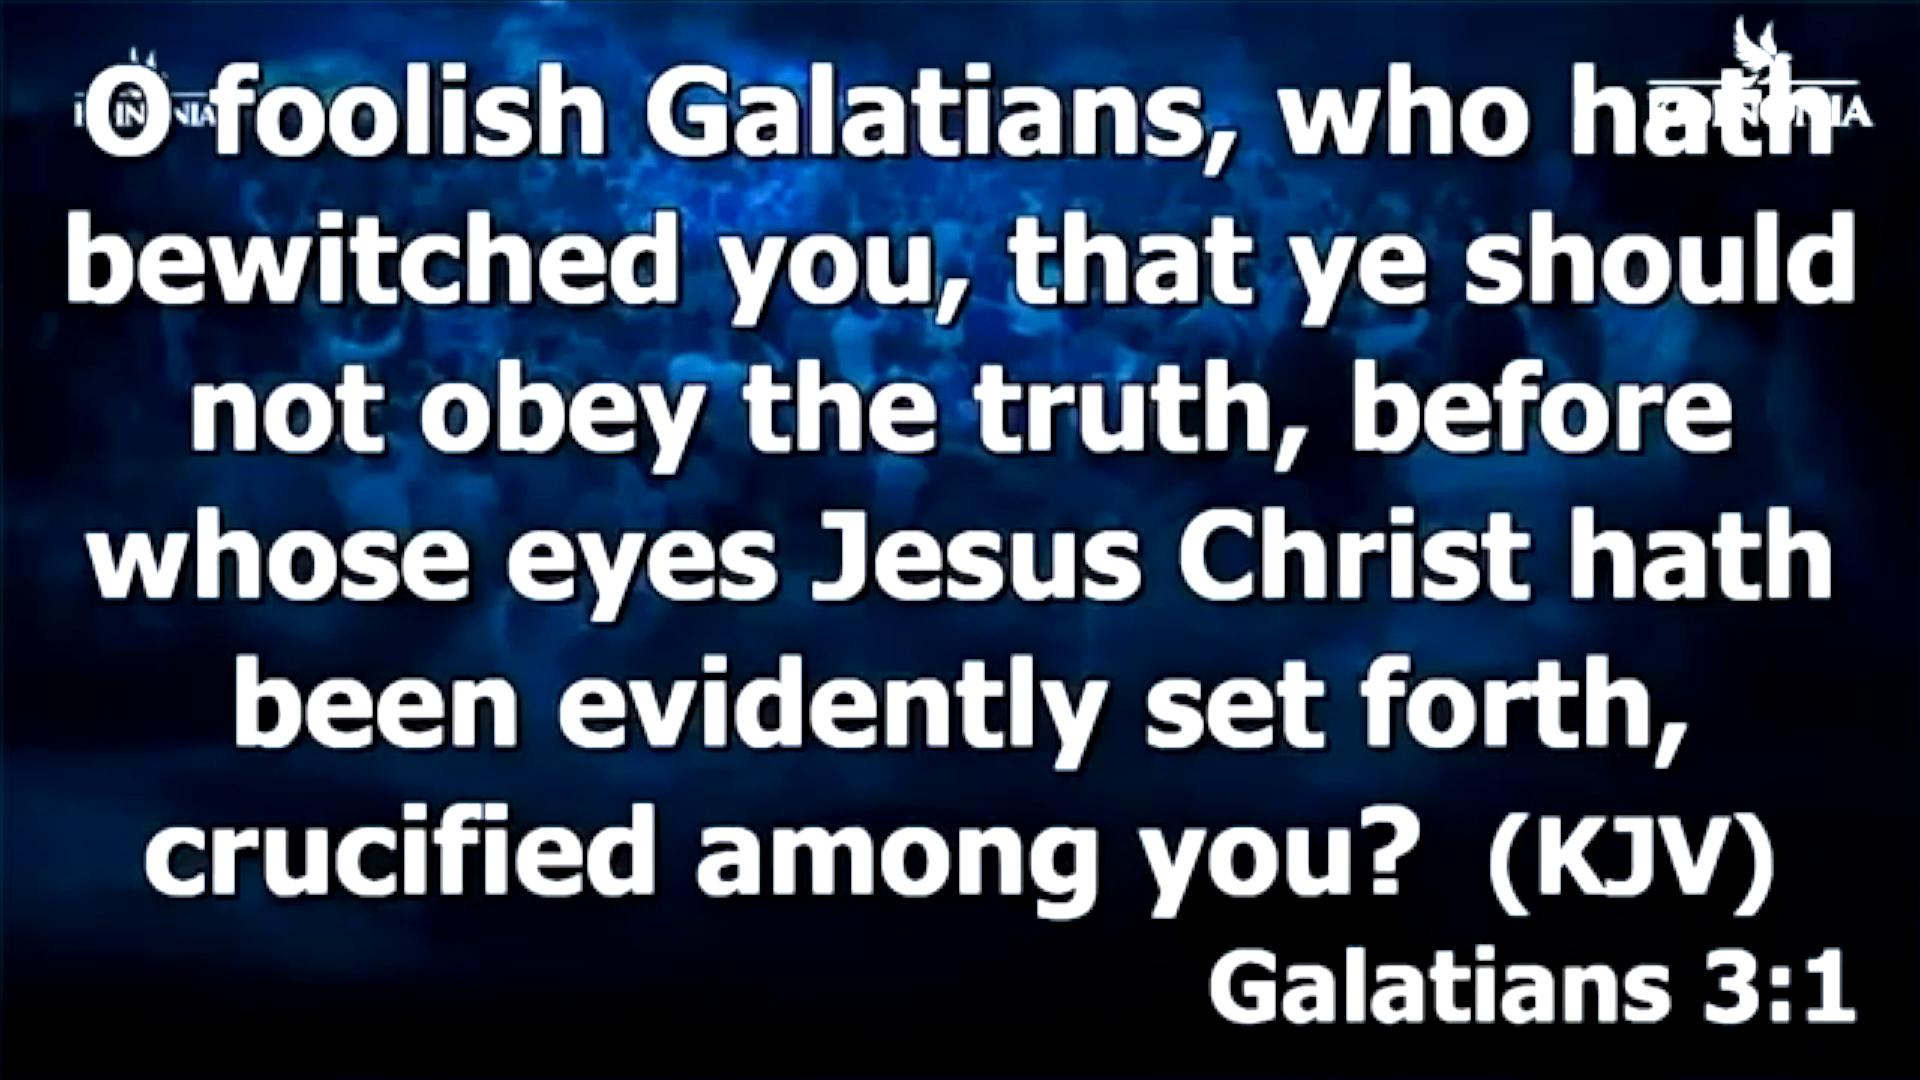 O foolish Galatians, who hath
bewitched you, that ye should
not obey the truth, before
whose eyes Jesus Christ hath
been evidently set forth,
crucified among you? (KJV)
Galatians 3:1